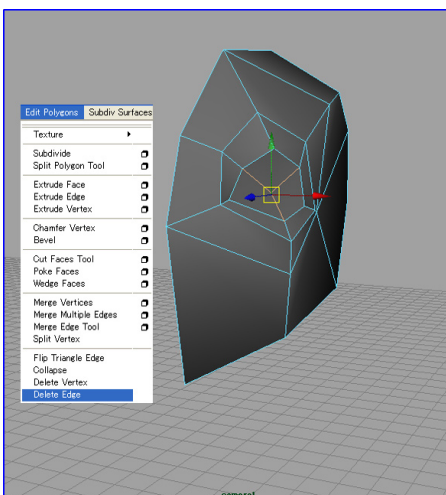 Edit Polygons Subdiv Surfaces
Texture
Subdivide
Split Polygon Tool
Extrude Face
Extrude Edge
Extrude Vertex
Chamfer Vertex
Bevel
Cut Faces Tool
Poke Faces
Wedge Faces
Merge Vertices
Merge Multiple Edges
Merge Edge Tool
Split Vertex
Flip Triangle Edge
Collapse
Delete Vertex
Delete Edge